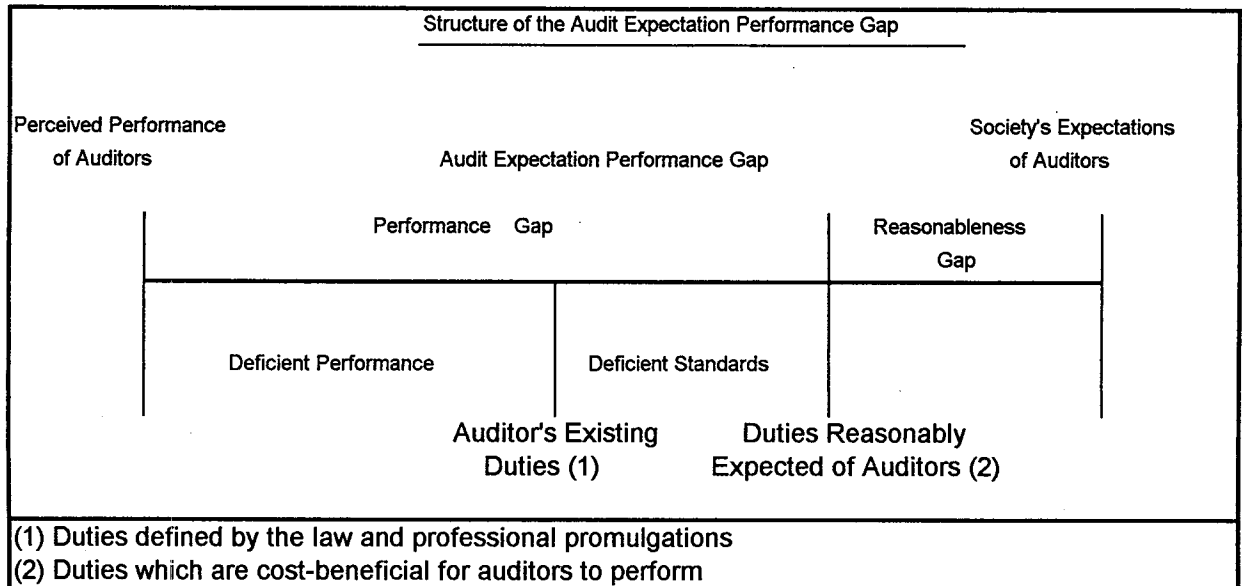 Structure of the Audit Expectation Performance Gap
Perceived Performance
of Auditors
Society's Expectations
of Auditors
Audit Expectation Performance Gap
Performance Gap
Reasonableness
Gap
Deficient Performance
Deficient Standards
Auditor's Existing
Duties (1)
Duties Reasonably
Expected of Auditors (2)
(1) Duties defined by the law and professional promulgations
(2) Duties which are cost-beneficial for auditors to perform